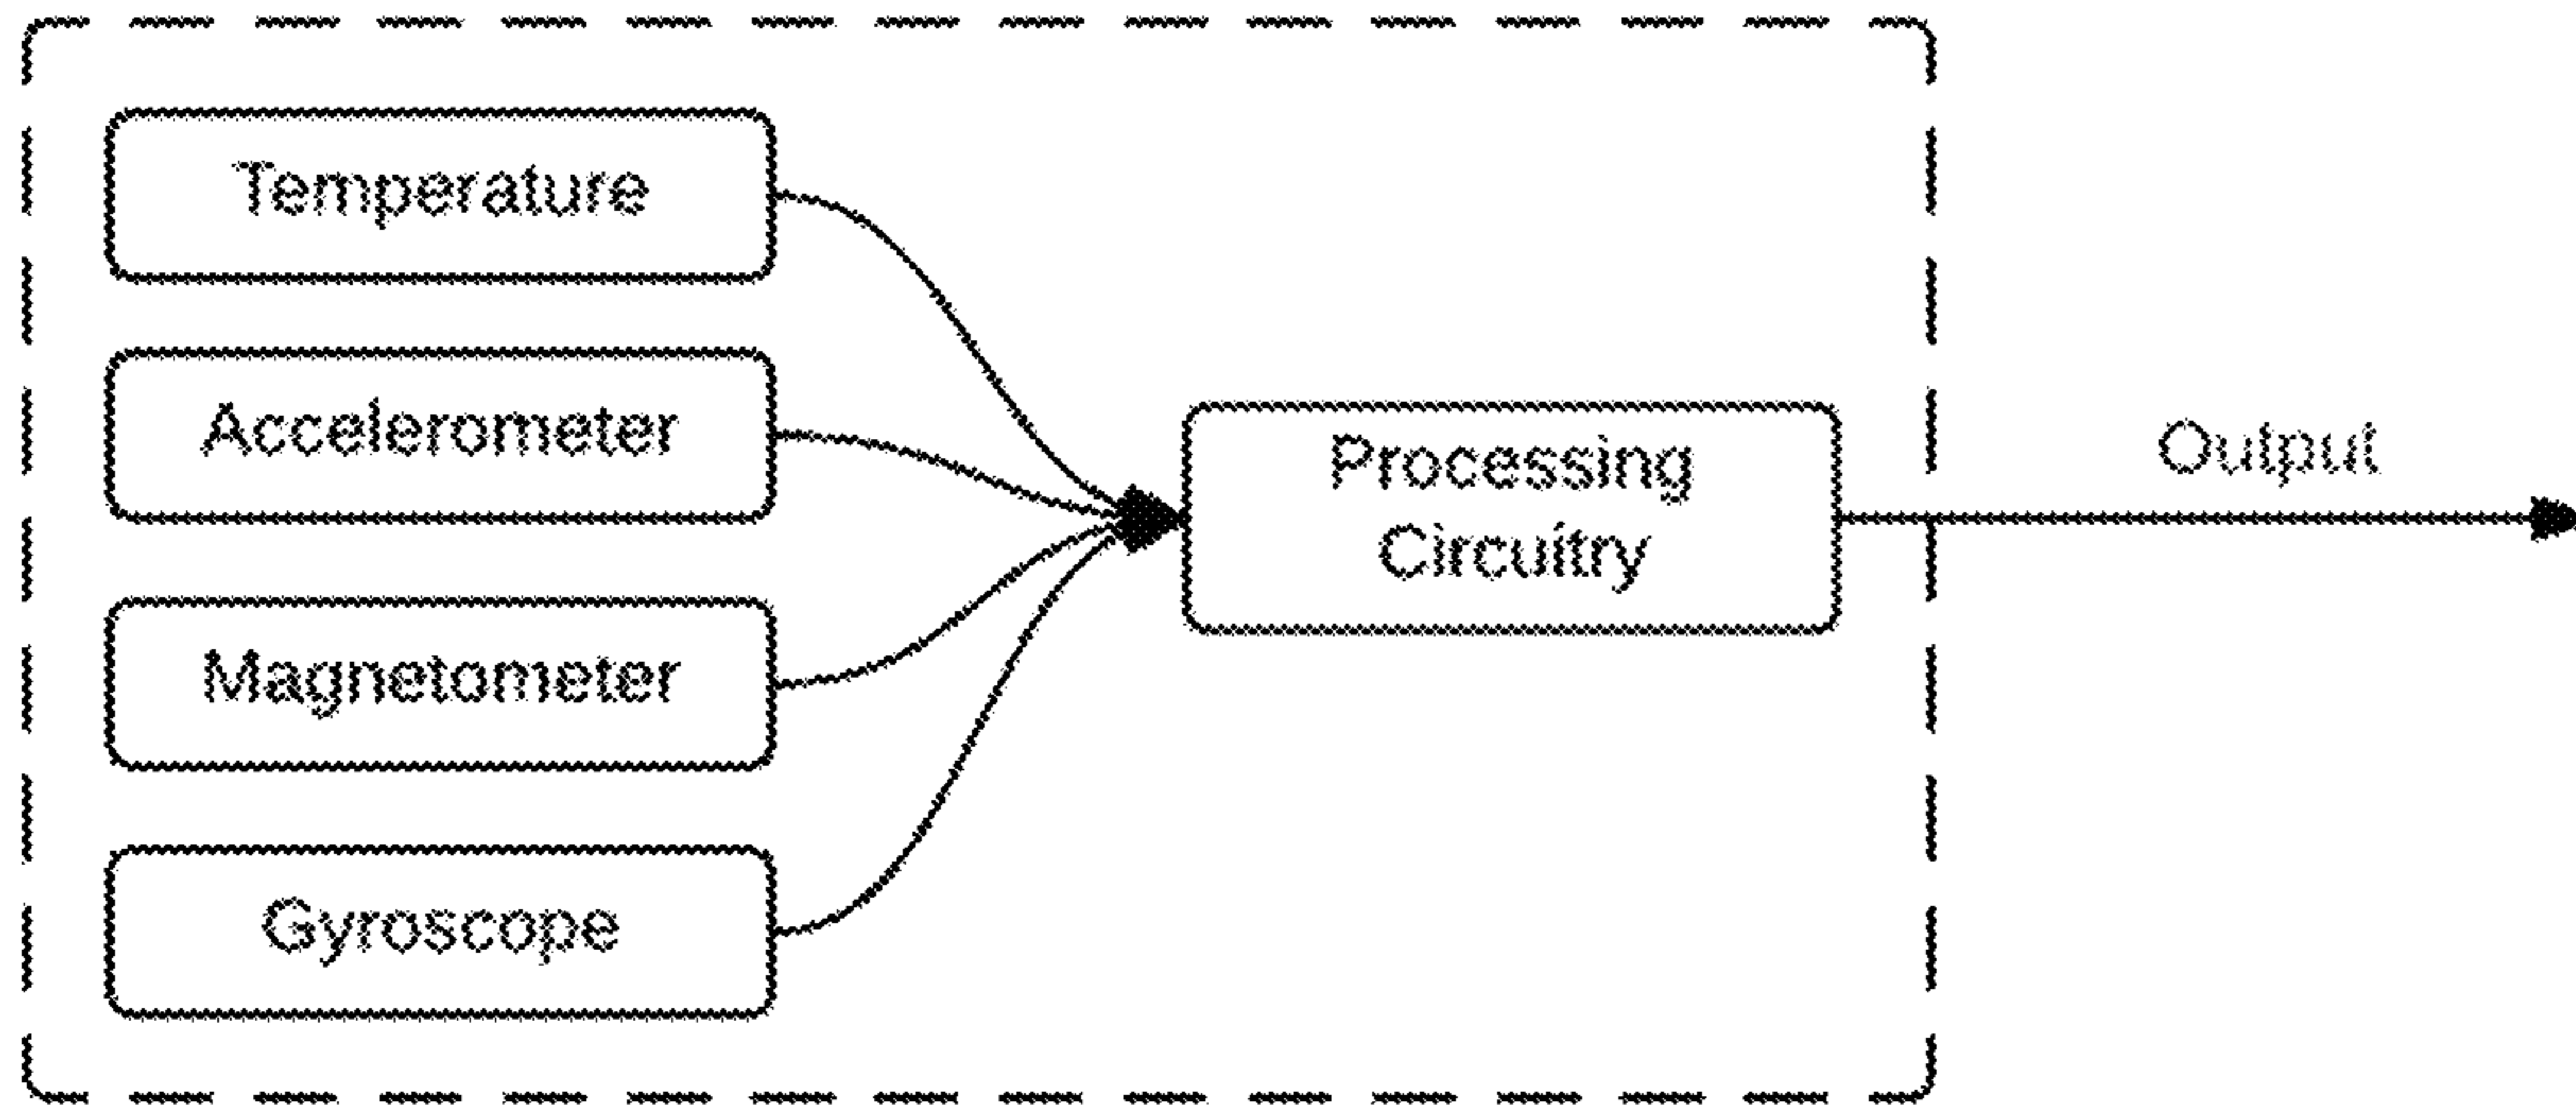 Temperature
Accelerometer
Processing
Circuitry
Output
Magnetometer
Gyroscope